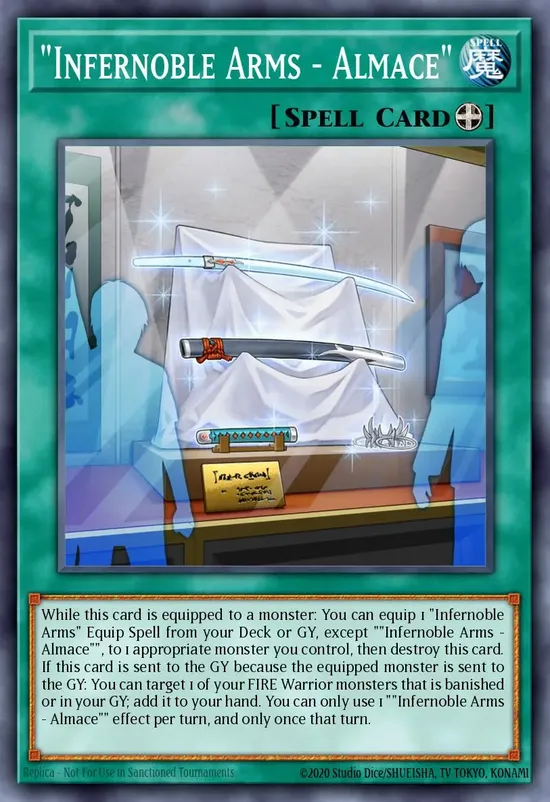 "Infernoble Arms - Almace"
SPELL
魔
[Spell Card]
While this card is equipped to a monster: You can equip 1 "Infernoble
Arms" Equip Spell from your Deck or GY, except ""Infernoble Arms -
Almace"", to 1 appropriate monster you control, then destroy this card.
If this card is sent to the GY because the equipped monster is sent to
the GY: You can target 1 of your FIRE Warrior monsters that is banished
or in your GY; add it to your hand. You can only use 1 ""Infernoble Arms
- Almace"" effect per turn, and only once that turn.
Replica - Not For Use in Sanctioned Tournaments
©2020 Studio Dice/SHUEISHA, TV TOKYO, KONAMI